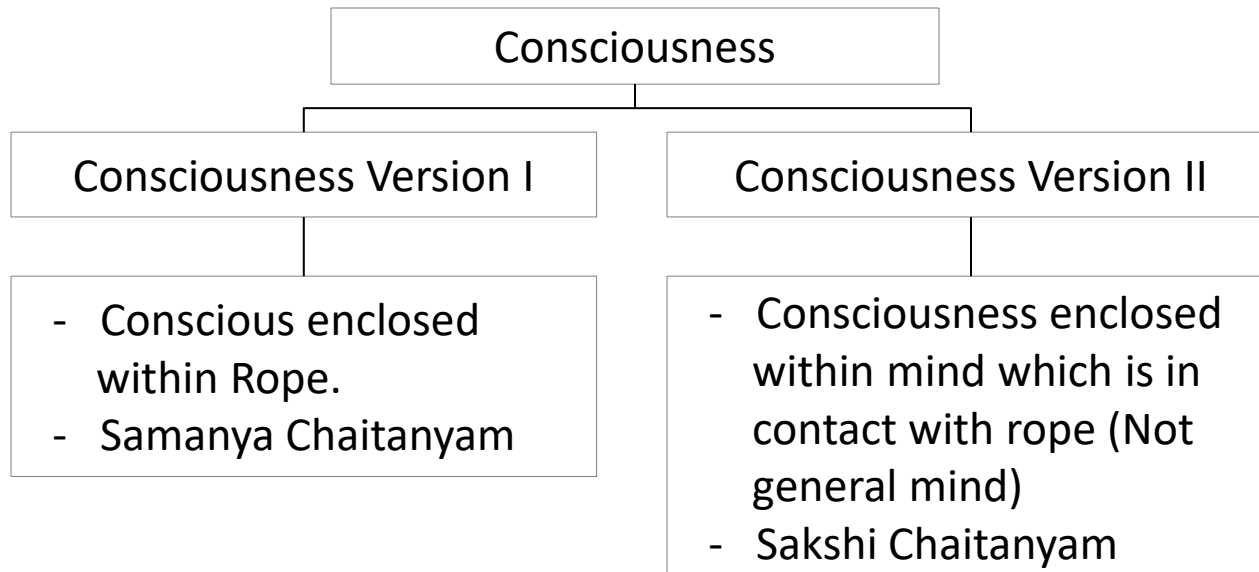 Consciousness
Consciousness Version I
Consciousness Version II
- Conscious enclosed
within Rope.
- Samanya Chaitanyam
- Consciousness enclosed
within mind which is in
contact with rope (Not
general mind)
- Sakshi Chaitanyam